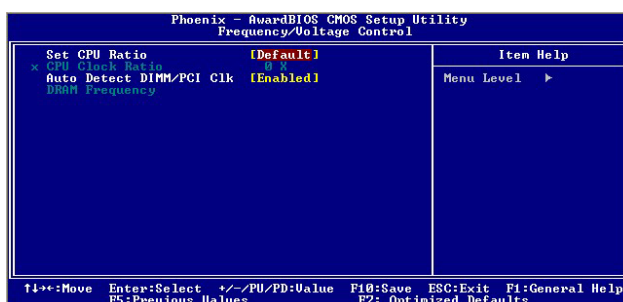 Phoenix - AwardBIOS CMOS Setup Utility
Frequency/Voltage Control
Set CPU Ratio [Default]
x CPU Clock Ratio 0 X
Auto Detect DIMM/PCI Clk [Enabled]
DRAM Frequency
Item Help
Menu Level ►
↑↓→←:Move Enter:Select +/-/PU/PD:Value F10:Save ESC:Exit F1:General Help
F5:Previous Values F7: Optimized Defaults